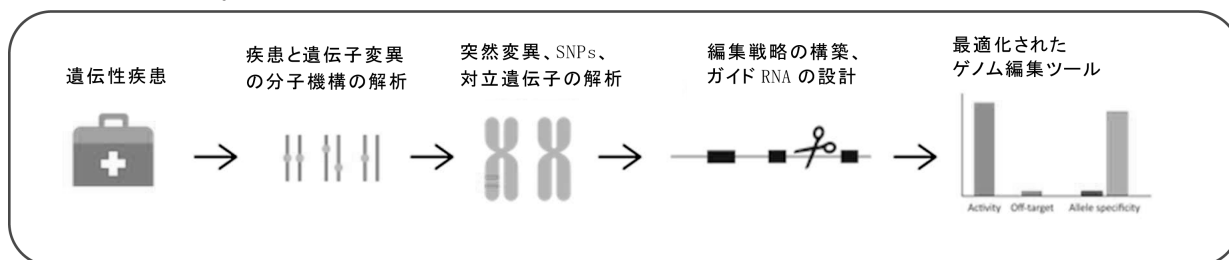 遺伝性疾患
疾患と遺伝子変異
の分子機構の解析
突然変異、SNPs、
対立遺伝子の解析
編集戦略の構築、
ガイド RNA の設計
最適化された
ゲノム編集ツール
Activity Off-target Allele specificity